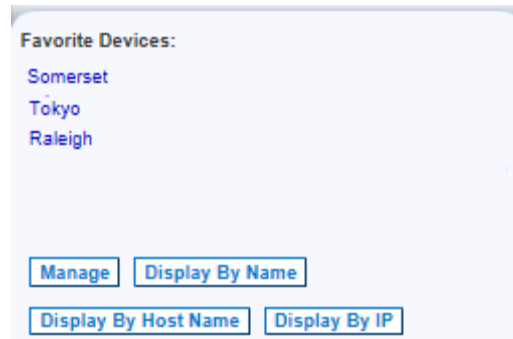 Favorite Devices:
Somerset
Tokyo
Raleigh
Manage Display By Name
Display By Host Name Display By IP